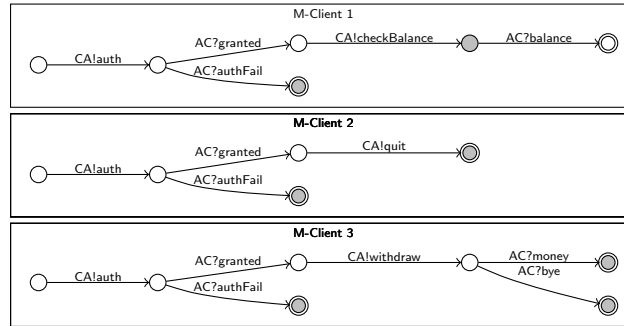 M-Client 1
CA!auth
AC?granted
AC?authFail
CA!checkBalance
AC?balance
M-Client 2
CA!auth
AC?granted
AC?authFail
CA!quit
M-Client 3
CA!auth
AC?granted
AC?authFail
CA!withdraw
AC?money
AC?bye